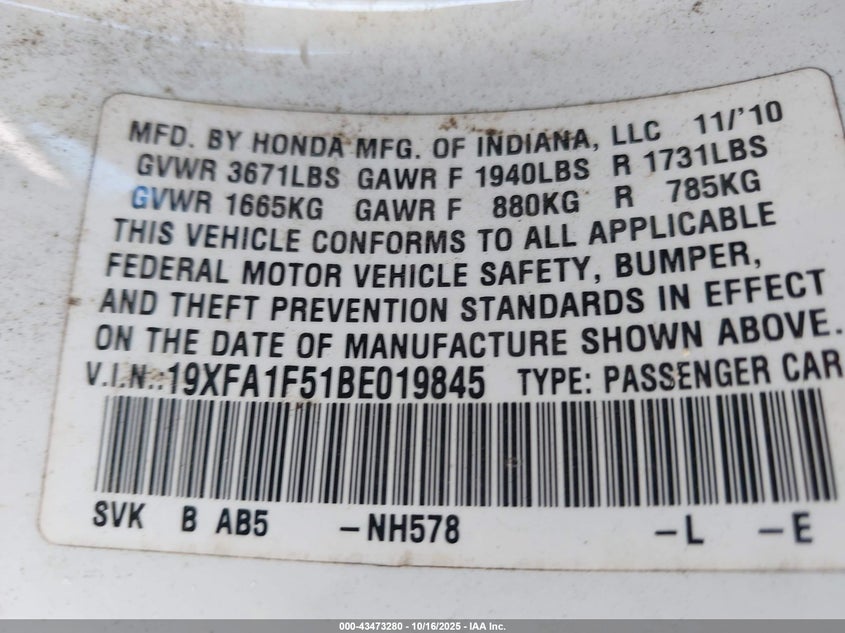 MFD. BY HONDA MFG. OF INDIANA, LLC 11/'10
GVWR 3671LBS GAWR F 1940LBS R 1731LBS
GVWR 1665KG GAWR F 880KG R 785KG
THIS VEHICLE CONFORMS TO ALL APPLICABLE
FEDERAL MOTOR VEHICLE SAFETY, BUMPER,
AND THEFT PREVENTION STANDARDS IN EFFECT
ON THE DATE OF MANUFACTURE SHOWN ABOVE.
V.I.N.:19XFA1F51BE019845 TYPE: PASSENGER CAR
SVK B AB5 -NH578 -L -E
000-43473280 - 10/16/2025 - IAA Inc.